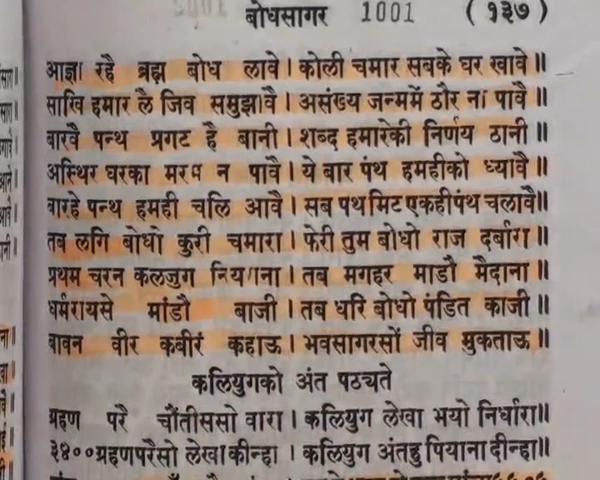 बोधसागर 1001 (१३७)
आज्ञा रहै ब्रह्म बोध लावे। कोली चमार सबके घर खावे॥
साखि हमार लै जिव समुझावै। असंख्य जन्ममें ठौर ना पावे॥
बारवै पन्थ प्रगट है बानी। शब्द हमारेकी निर्णय ठानी॥
अस्थिर घरका मरम न पावै। ये बार पंथ हमहीको ध्यावै॥
बारहे पन्थ हमही चलि आवै। सब पथमिट एकहीपंथ चलावै॥
तब लगि बोधो कुरी चमारा। फेरी तुम बोधो राज दर्बारा॥
प्रथम चरन कलजुग नियाना। तब मगहर माडौ मैदाना॥
धर्मरायसे मांडौ बाजी। तब धरि बोधो पंडित काजी॥
बावन वीर कबीर कहाऊ। भवसागरसों जीव मुकताऊ॥
कलियुगको अंत पठ्यते
ग्रहण परै चौंतीससो वारा। कलियुग लेखा भयो निर्धारा॥
३४००ग्रहणपरैसो लेखाकीन्हा। कलियुग अंतहु पियाना दीन्हा॥